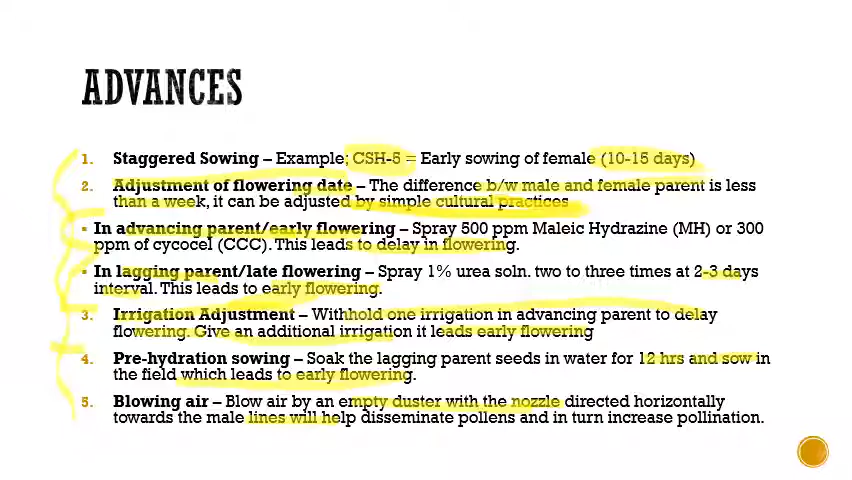 ADVANCES
1. Staggered Sowing – Example; CSH-5 = Early sowing of female (10-15 days)
2. Adjustment of flowering date – The difference b/w male and female parent is less
than a week, it can be adjusted by simple cultural practices
▪ In advancing parent/early flowering – Spray 500 ppm Maleic Hydrazine (MH) or 300
ppm of cycocel (CCC). This leads to delay in flowering.
▪ In lagging parent/late flowering – Spray 1% urea soln. two to three times at 2-3 days
interval. This leads to early flowering.
3. Irrigation Adjustment – Withhold one irrigation in advancing parent to delay
flowering. Give an additional irrigation it leads early flowering
4. Pre-hydration sowing – Soak the lagging parent seeds in water for 12 hrs and sow in
the field which leads to early flowering.
5. Blowing air – Blow air by an empty duster with the nozzle directed horizontally
towards the male lines will help disseminate pollens and in turn increase pollination.